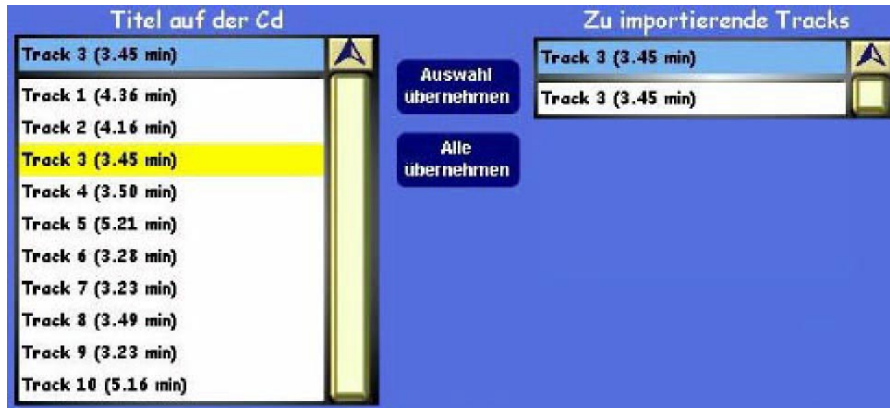 Titel auf der Cd
Track 3 (3.45 min)
Track 1 (4.36 min)
Track 2 (4.16 min)
Track 3 (3.45 min)
Track 4 (3.50 min)
Track 5 (5.21 min)
Track 6 (3.28 min)
Track 7 (3.23 min)
Track 8 (3.49 min)
Track 9 (3.23 min)
Track 10 (5.16 min)
Auswahl
übernehmen
Alle
übernehmen
Zu importierende Tracks
Track 3 (3.45 min)
Track 3 (3.45 min)